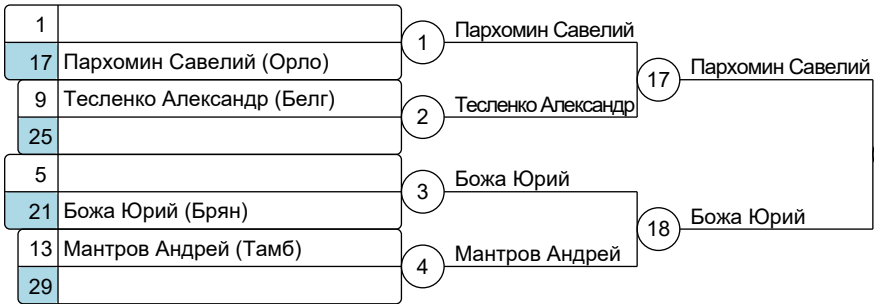 1
17 Пархомин Савелий (Орло)
9 Тесленко Александр (Белг)
25
5
21 Божа Юрий (Брян)
13 Мантров Андрей (Тамб)
29
1 Пархомин Савелий
2 Тесленко Александр
3 Божа Юрий
4 Мантров Андрей
17 Пархомин Савелий
18 Божа Юрий